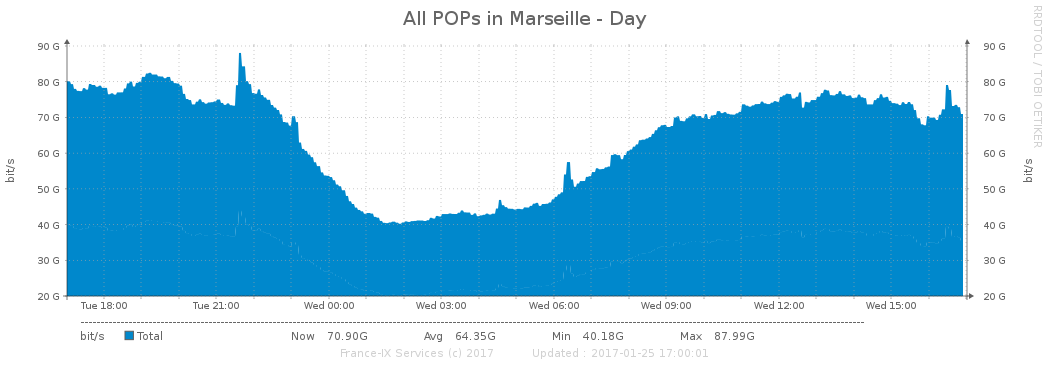 All POPs in Marseille - Day
RRDTOOL / TOBI OETIKER
90 G 90 G
80 G 80 G
70 G 70 G
60 G 60 G
50 G 50 G
40 G 40 G
30 G 30 G
20 G 20 G
bit/s bit/s
Tue 18:00 Tue 21:00 Wed 00:00 Wed 03:00 Wed 06:00 Wed 09:00 Wed 12:00 Wed 15:00
bit/s Total Now 70.90G Avg 64.35G Min 40.18G Max 87.99G
France-IX Services (c) 2017 Updated : 2017-01-25 17:00:01